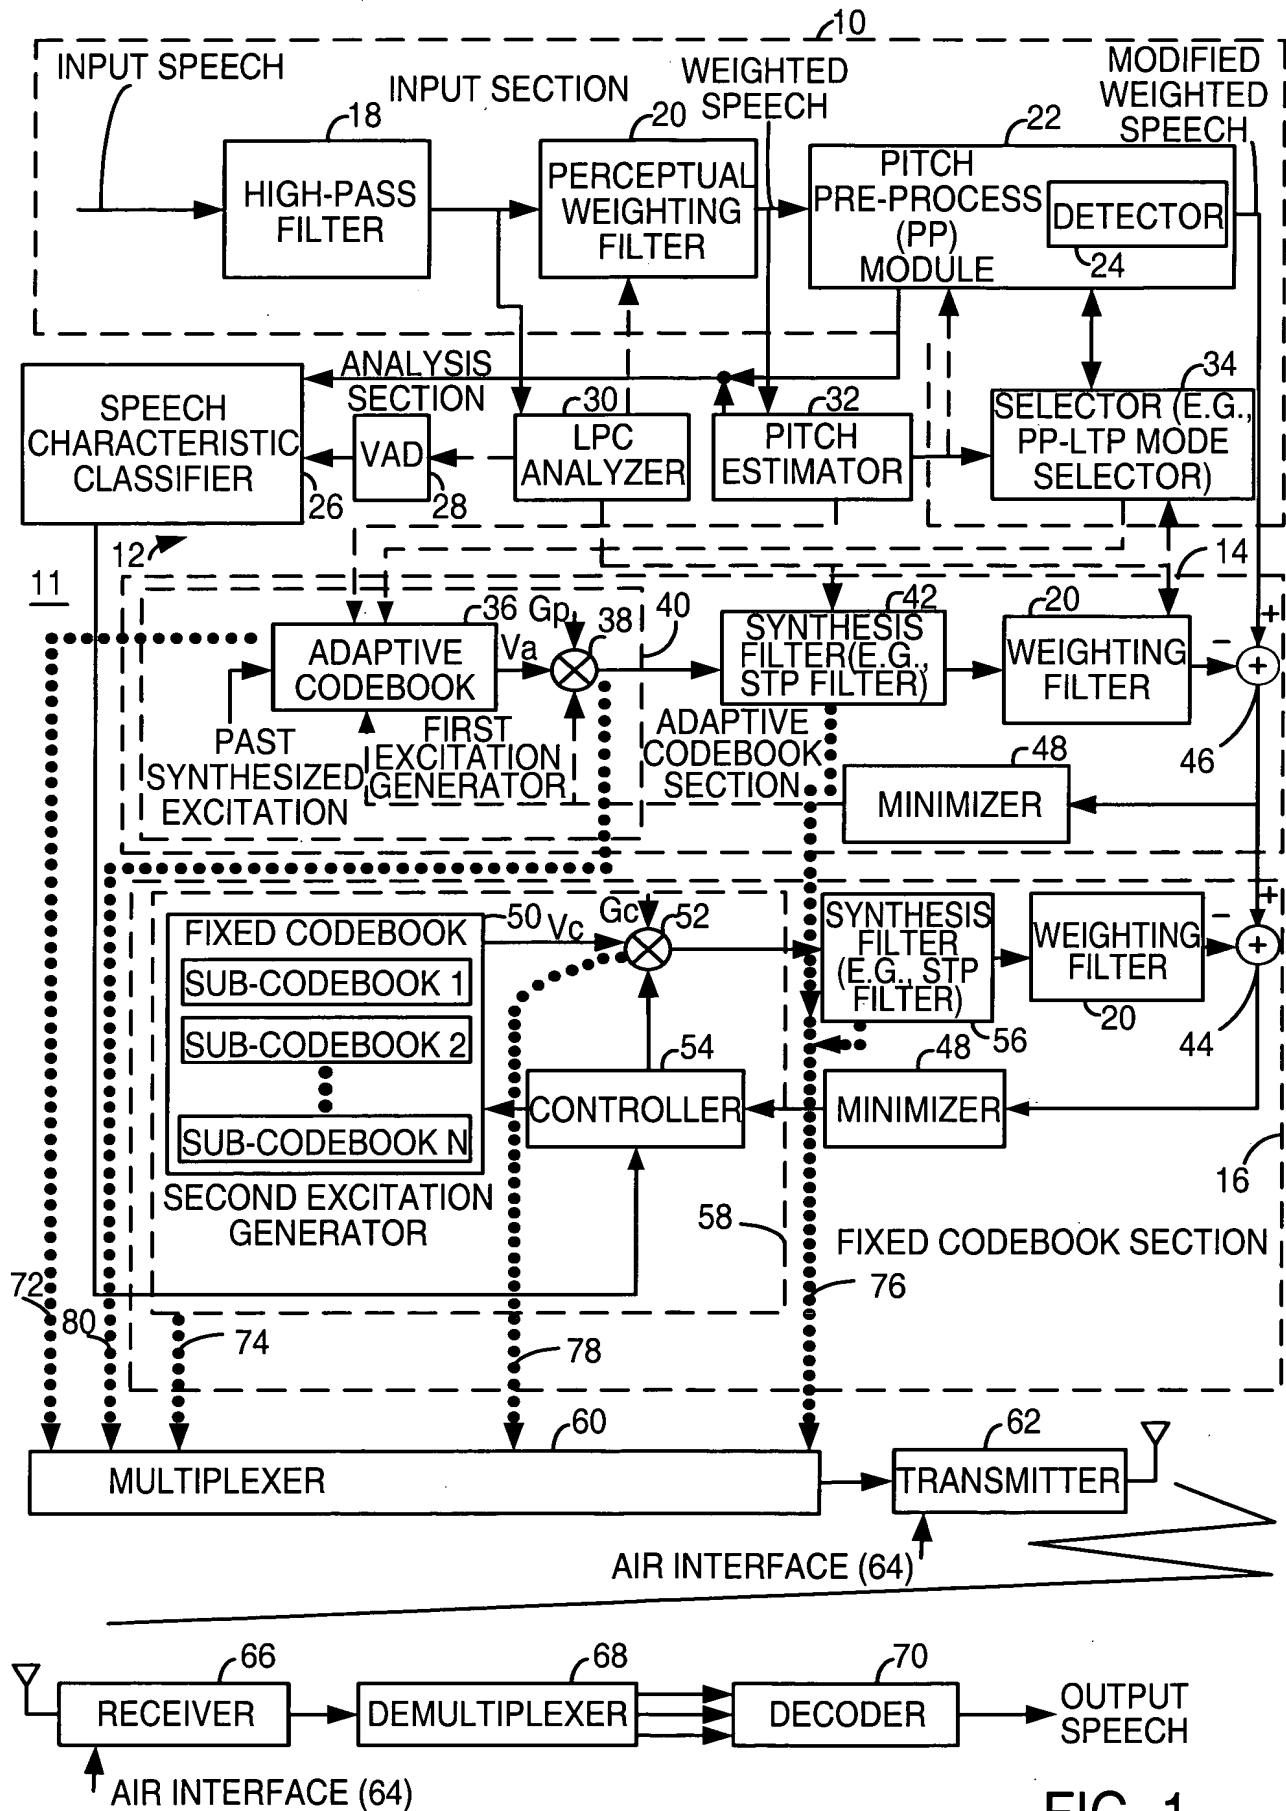 10
INPUT SPEECH
INPUT SECTION
WEIGHTED
SPEECH
MODIFIED
WEIGHTED
SPEECH
18
20
22
HIGH-PASS
FILTER
PERCEPTUAL
WEIGHTING
FILTER
PITCH
PRE-PROCESS
(PP)
MODULE
DETECTOR
24
ANALYSIS
SECTION
SPEECH
CHARACTERISTIC
CLASSIFIER
26
VAD
28
30
LPC
ANALYZER
32
PITCH
ESTIMATOR
34
SELECTOR (E.G.,
PP-LTP MODE
SELECTOR)
12
11
14
36
ADAPTIVE
CODEBOOK
Va
Gp
38
40
42
SYNTHESIS
FILTER(E.G.,
STP FILTER)
20
WEIGHTING
FILTER
−
+
+
46
PAST
SYNTHESIZED
EXCITATION
FIRST
EXCITATION
GENERATOR
ADAPTIVE
CODEBOOK
SECTION
48
MINIMIZER
FIXED CODEBOOK
50
Vc
Gc
52
SUB-CODEBOOK 1
SUB-CODEBOOK 2
SUB-CODEBOOK N
SYNTHESIS
FILTER
(E.G., STP
FILTER)
56
WEIGHTING
FILTER
20
−
+
+
44
54
CONTROLLER
48
MINIMIZER
SECOND EXCITATION
GENERATOR
58
16
FIXED CODEBOOK SECTION
72
80
74
78
76
60
MULTIPLEXER
62
TRANSMITTER
AIR INTERFACE (64)
66
RECEIVER
68
DEMULTIPLEXER
70
DECODER
OUTPUT
SPEECH
AIR INTERFACE (64)
FIG. 1